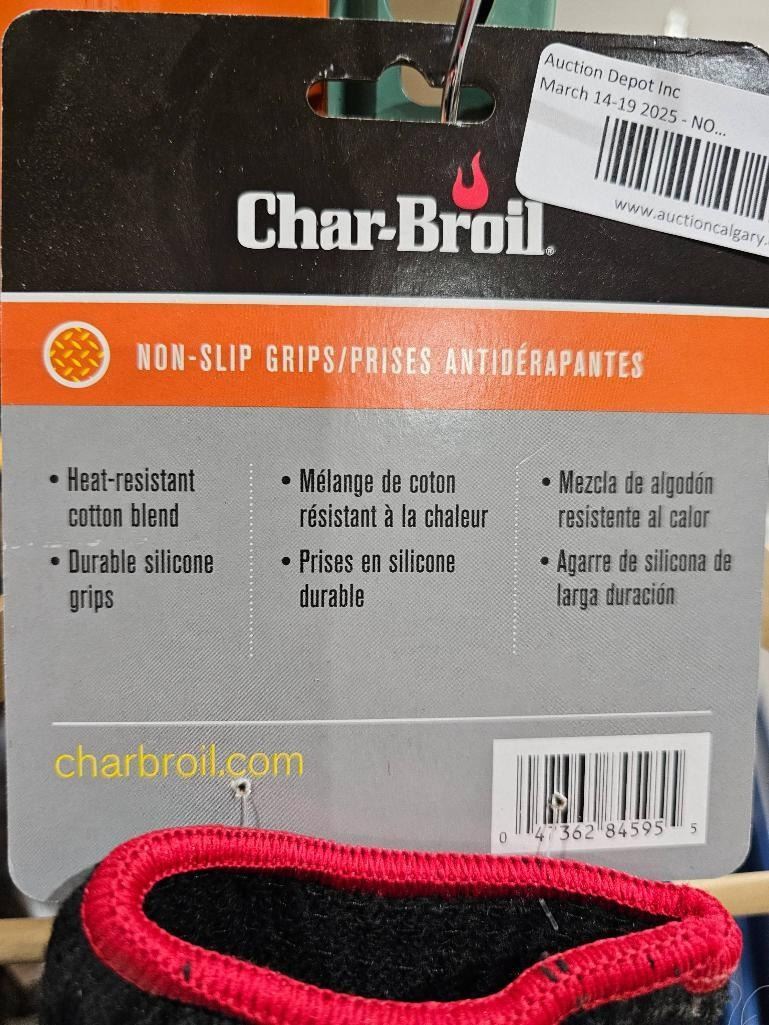 Auction Depot Inc
March 14-19 2025 - NO...
www.auctioncalgary.
Char-Broil®
NON-SLIP GRIPS/PRISES ANTIDÉRAPANTES
• Heat-resistant
cotton blend
• Durable silicone
grips
• Mélange de coton
résistant à la chaleur
• Prises en silicone
durable
• Mezcla de algodón
resistente al calor
• Agarre de silicona de
larga duración
charbroil.com
0 47362 84595 5